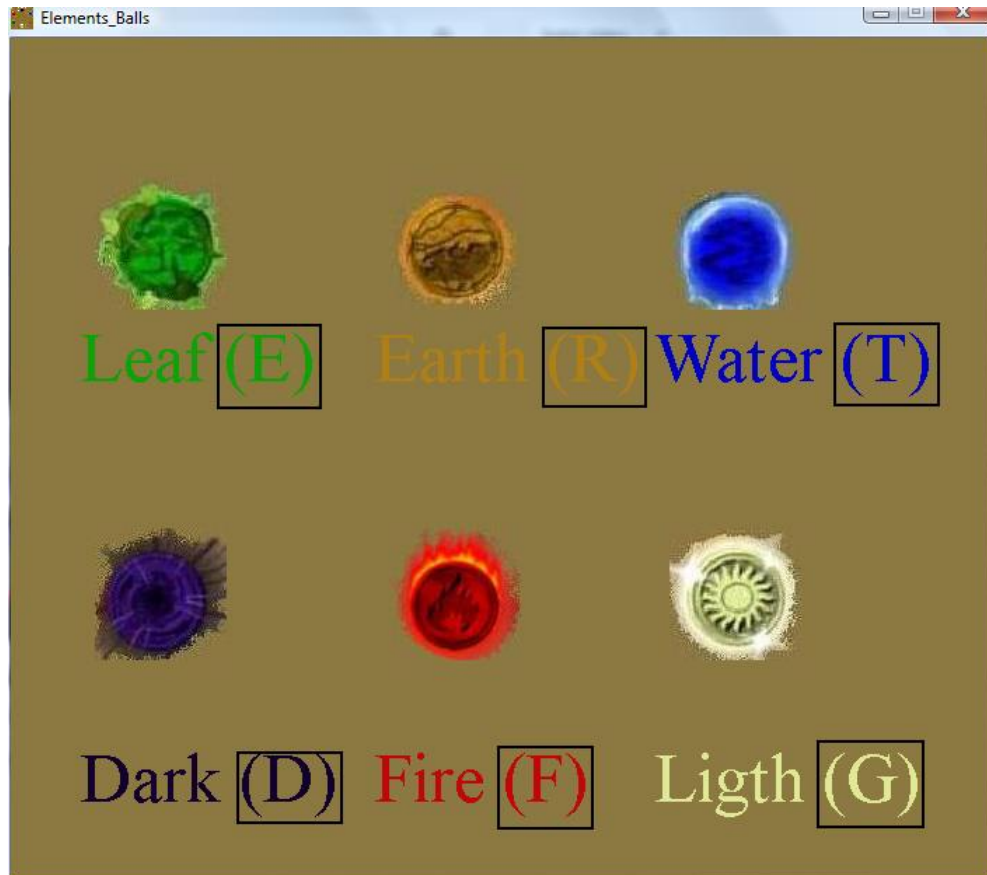 Elements_Balls
Leaf (E) Earth (R) Water (T)
Dark (D) Fire (F) Ligth (G)